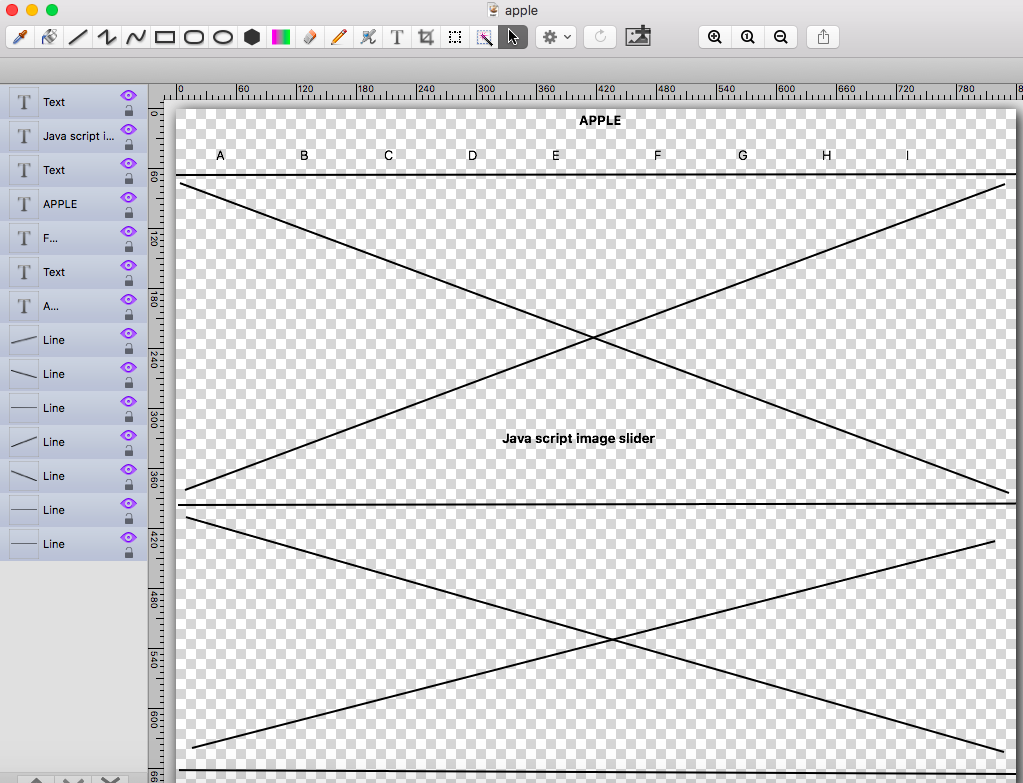 apple
0 60 120 180 240 300 360 420 480 540 600 660 720 780 8
Text
Java script i...
Text
APPLE
F...
Text
A...
Line
Line
Line
Line
Line
Line
Line
0
60
120
180
240
300
360
420
480
540
600
66
APPLE
A B C D E F G H I
Java script image slider